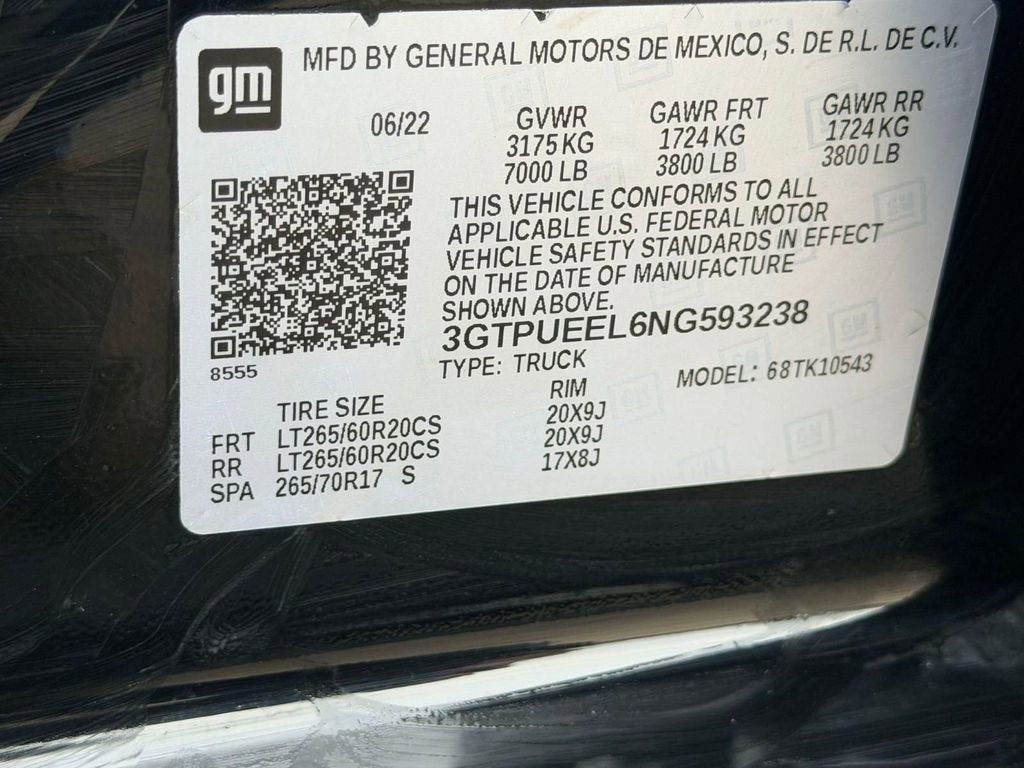 gm
MFD BY GENERAL MOTORS DE MEXICO, S. DE R.L. DE C.V.
06/22
GVWR GAWR FRT GAWR RR
3175 KG 1724 KG 1724 KG
7000 LB 3800 LB 3800 LB
THIS VEHICLE CONFORMS TO ALL
APPLICABLE U.S. FEDERAL MOTOR
VEHICLE SAFETY STANDARDS IN EFFECT
ON THE DATE OF MANUFACTURE
SHOWN ABOVE.
3GTPUEEL6NG593238
8555
TYPE: TRUCK MODEL: 68TK10543
TIRE SIZE RIM
FRT LT265/60R20CS 20X9J
RR LT265/60R20CS 20X9J
SPA 265/70R17 S 17X8J